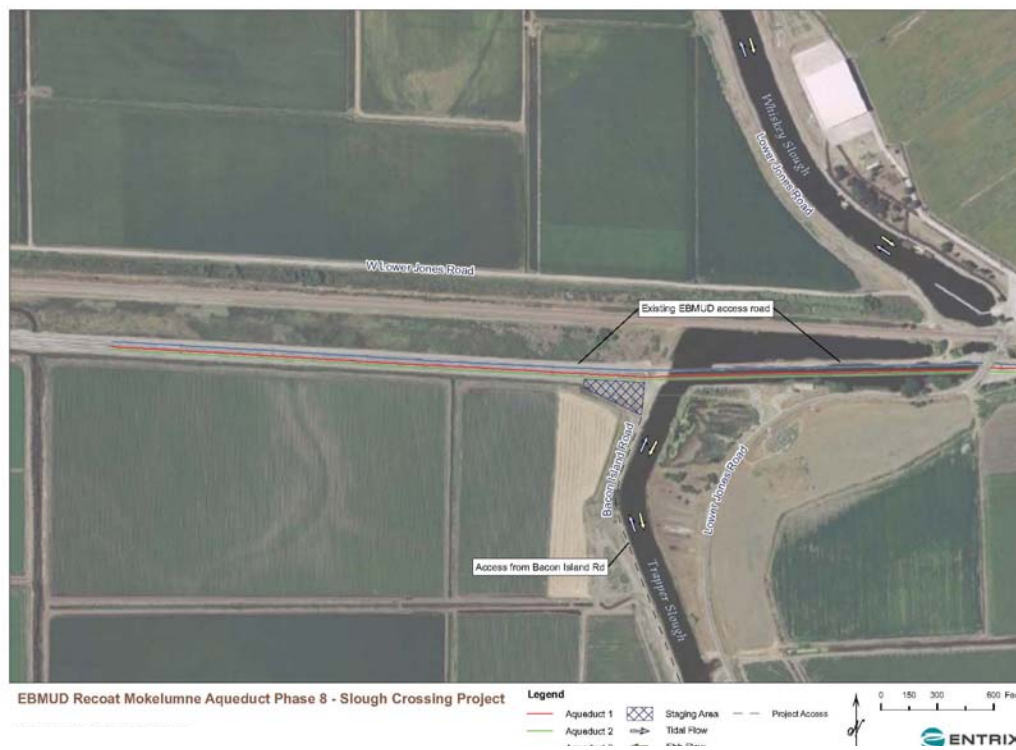 Whiskey Slough
Lower Jones Road
W Lower Jones Road
Existing EBMUD access road
Bacon Island Road
Lower Jones Road
Access from Bacon Island Rd
Trapper Slough
EBMUD Recoat Mokelumne Aqueduct Phase 8 - Slough Crossing Project
Legend
Aqueduct 1
Staging Area
Project Access
Aqueduct 2
Tidal Flow
0 150 300 600 Fee
ENTRIX